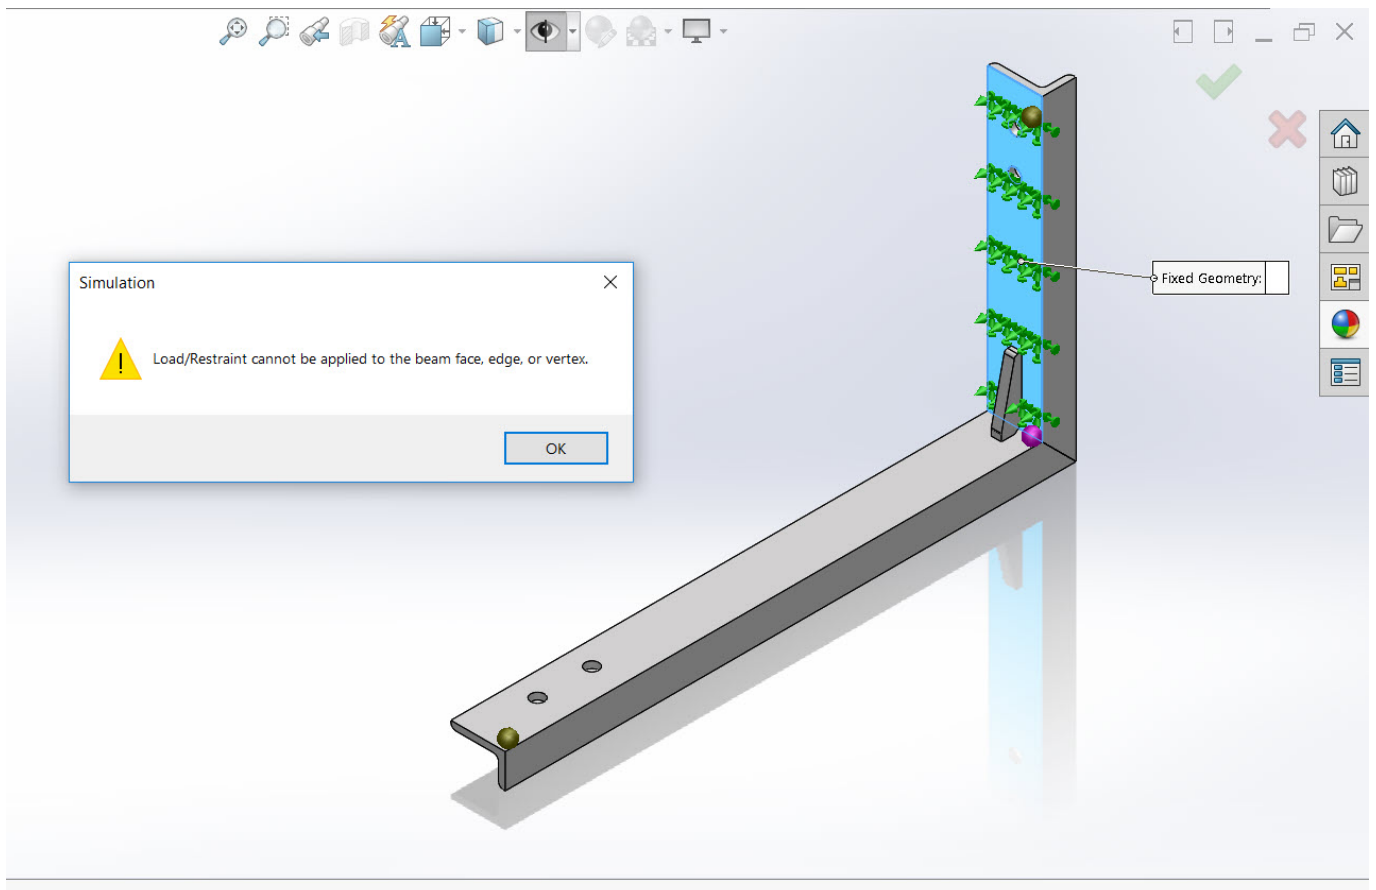 Simulation
Load/Restraint cannot be applied to the beam face, edge, or vertex.
OK
Fixed Geometry: